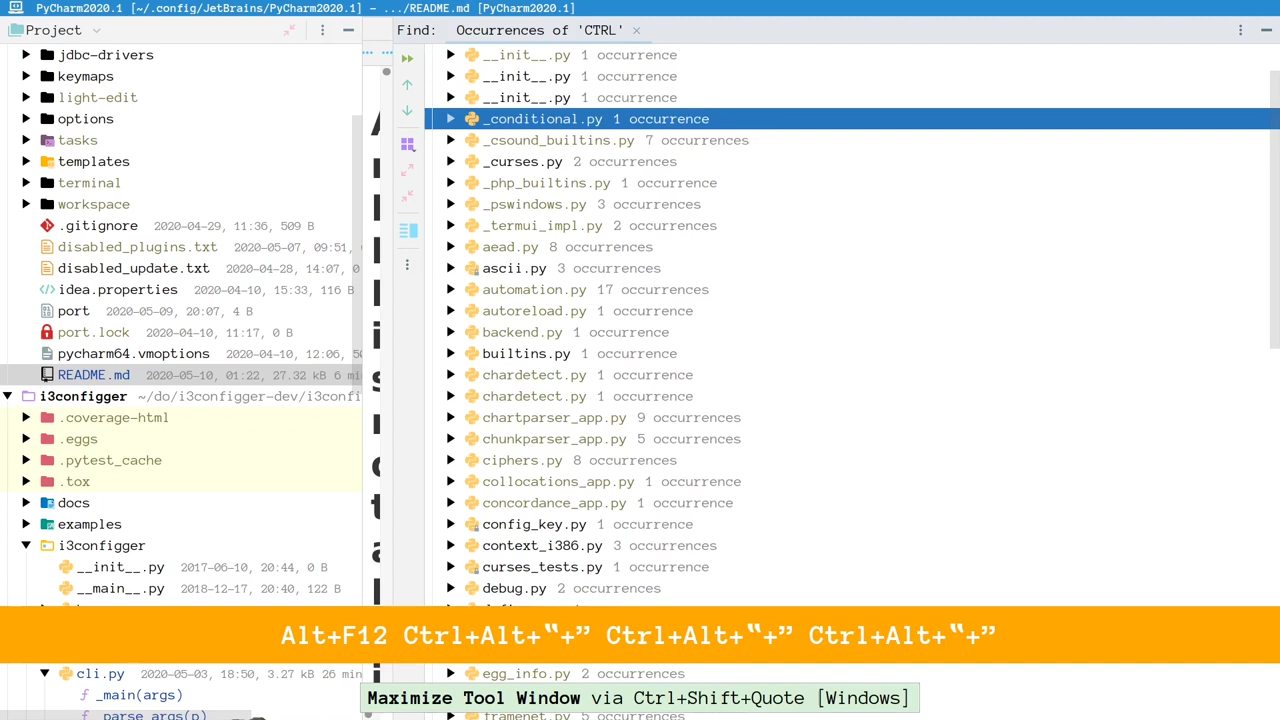 PyCharm2020.1 [~/.config/JetBrains/PyCharm2020.1] – .../README.md [PyCharm2020.1]
Project
jdbc-drivers
keymaps
light-edit
options
tasks
templates
terminal
workspace
.gitignore 2020-04-29, 11:36, 509 B
disabled_plugins.txt 2020-05-07, 09:51,
disabled_update.txt 2020-04-28, 14:07, 0
idea.properties 2020-04-10, 15:33, 116 B
port 2020-05-09, 20:07, 4 B
port.lock 2020-04-10, 11:17, 0 B
pycharm64.vmoptions 2020-04-10, 12:06, 50
README.md 2020-05-10, 01:22, 27.32 kB 6 mi
i3configger ~/do/i3configger-dev/i3confi
.coverage-html
.eggs
.pytest_cache
.tox
docs
examples
i3configger
__init__.py 2017-06-10, 20:44, 0 B
__main__.py 2018-12-17, 20:40, 122 B
cli.py 2020-05-03, 18:50, 3.27 kB 26 min
_main(args)
parse args(p)
Find: Occurrences of 'CTRL'
__init__.py 1 occurrence
__init__.py 1 occurrence
__init__.py 1 occurrence
_conditional.py 1 occurrence
_csound_builtins.py 7 occurrences
_curses.py 2 occurrences
_php_builtins.py 1 occurrence
_pswindows.py 3 occurrences
_termui_impl.py 2 occurrences
aead.py 8 occurrences
ascii.py 3 occurrences
automation.py 17 occurrences
autoreload.py 1 occurrence
backend.py 1 occurrence
builtins.py 1 occurrence
chardetect.py 1 occurrence
chardetect.py 1 occurrence
chartparser_app.py 9 occurrences
chunkparser_app.py 5 occurrences
ciphers.py 8 occurrences
collocations_app.py 1 occurrence
concordance_app.py 1 occurrence
config_key.py 1 occurrence
context_i386.py 3 occurrences
curses_tests.py 1 occurrence
debug.py 2 occurrences
Alt+F12 Ctrl+Alt+‟+” Ctrl+Alt+‟+” Ctrl+Alt+‟+”
egg_info.py 2 occurrences
Maximize Tool Window via Ctrl+Shift+Quote [Windows]
framenet.py 5 occurrences